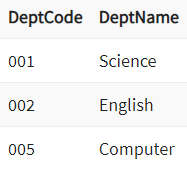 DeptCode DeptName
001 Science
002 English
005 Computer